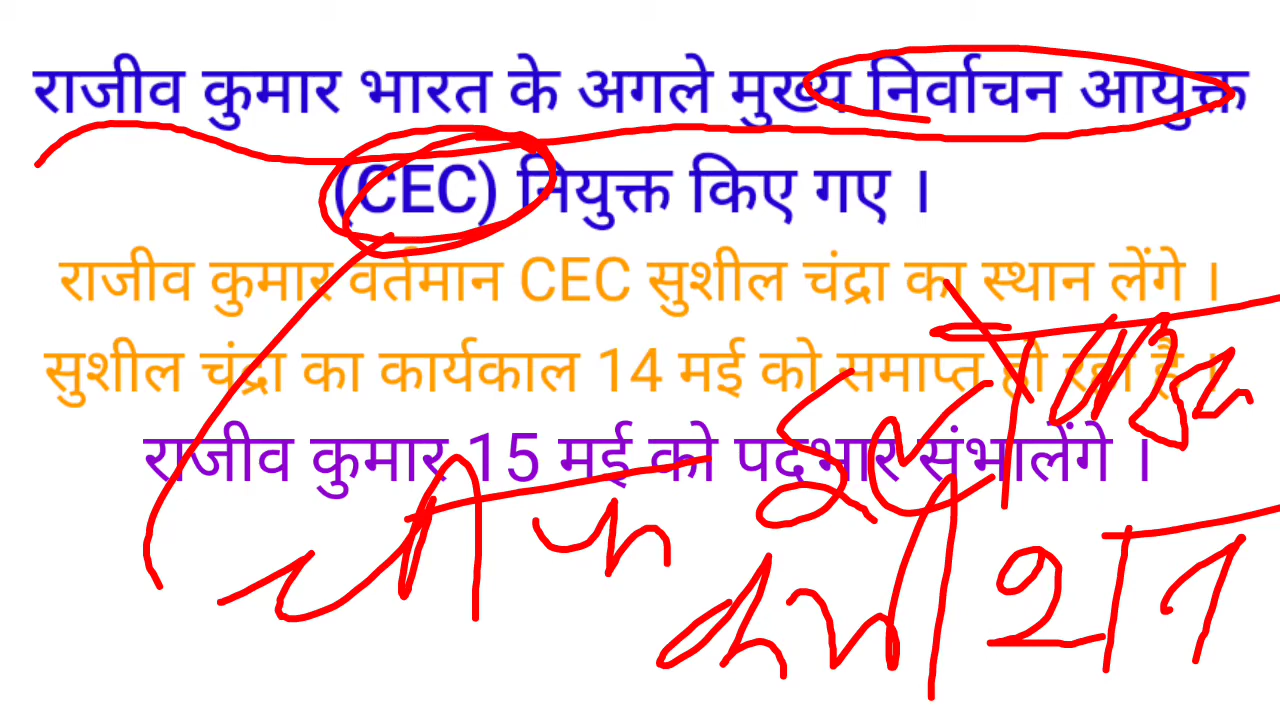 राजीव कुमार भारत के अगले मुख्य निर्वाचन आयुक्त
(CEC) नियुक्त किए गए ।
राजीव कुमार वर्तमान CEC सुशील चंद्रा का स्थान लेंगे ।
सुशील चंद्रा का कार्यकाल 14 मई को समाप्त हो रहा है ।
राजीव कुमार 15 मई को पदभार संभालेंगे ।
चीफ